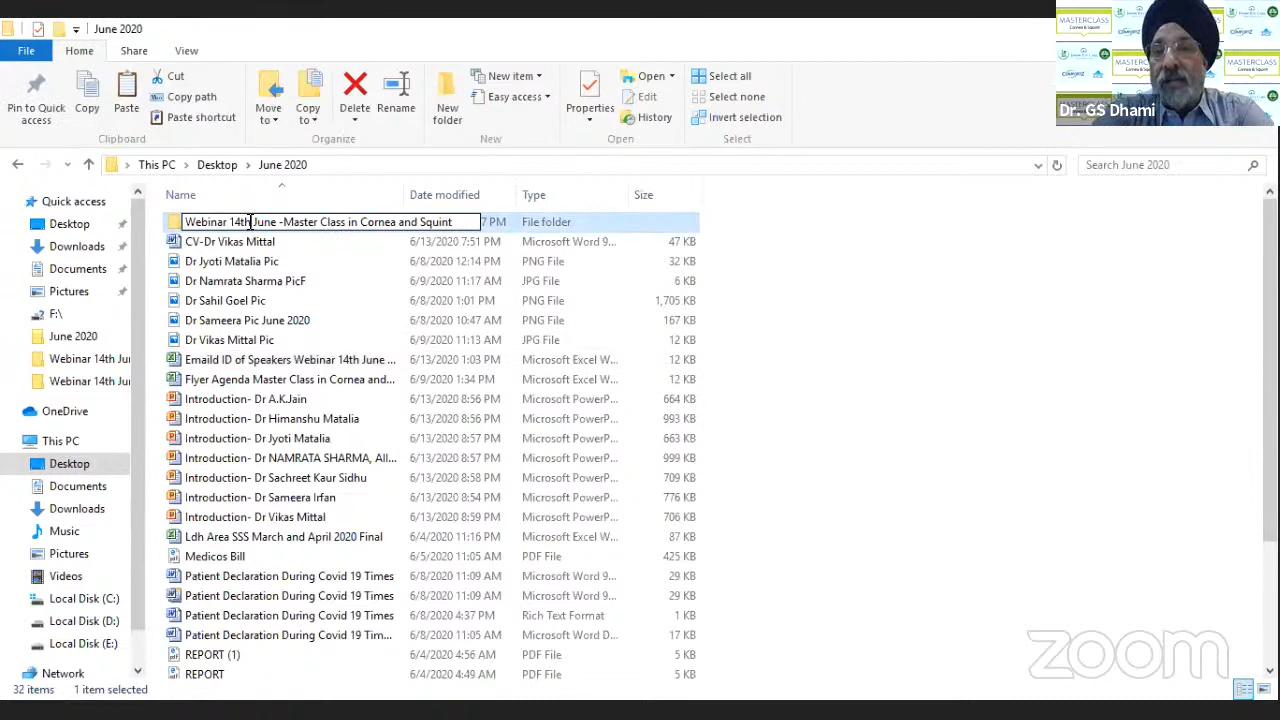 June 2020
File Home Share View
Pin to Quick access
Copy
Paste
Cut
Copy path
Paste shortcut
Clipboard
Move to
Copy to
Delete
Rename
Organize
New folder
New item
Easy access
New
Properties
Open
Edit
History
Open
Select all
Select none
Invert selection
Select
MASTERCLASS
Cornea & Squint
MASTERCLASS
Cornea & Squint
Dr. GS Dhami
This PC Desktop June 2020
Search June 2020
Quick access
Desktop
Downloads
Documents
Pictures
F:\
June 2020
Webinar 14th Jur
Webinar 14th Jur
OneDrive
This PC
Desktop
Documents
Downloads
Music
Pictures
Videos
Local Disk (C:)
Local Disk (D:)
Local Disk (E:)
Network
Name Date modified Type Size
Webinar 14th June -Master Class in Cornea and Squint 7 PM File folder
CV-Dr Vikas Mittal 6/13/2020 7:51 PM Microsoft Word 9... 47 KB
Dr Jyoti Matalia Pic 6/8/2020 12:14 PM PNG File 32 KB
Dr Namrata Sharma PicF 6/9/2020 11:17 AM JPG File 6 KB
Dr Sahil Goel Pic 6/8/2020 1:01 PM PNG File 1,705 KB
Dr Sameera Pic June 2020 6/8/2020 10:47 AM PNG File 167 KB
Dr Vikas Mittal Pic 6/9/2020 11:13 AM JPG File 12 KB
Emaild ID of Speakers Webinar 14th June ... 6/13/2020 1:03 PM Microsoft Excel W... 12 KB
Flyer Agenda Master Class in Cornea and... 6/9/2020 1:34 PM Microsoft Excel W... 12 KB
Introduction- Dr A.K.Jain 6/13/2020 8:56 PM Microsoft PowerP... 664 KB
Introduction- Dr Himanshu Matalia 6/13/2020 8:56 PM Microsoft PowerP... 993 KB
Introduction- Dr Jyoti Matalia 6/13/2020 8:57 PM Microsoft PowerP... 663 KB
Introduction- Dr NAMRATA SHARMA, All... 6/13/2020 8:57 PM Microsoft PowerP... 999 KB
Introduction- Dr Sachreet Kaur Sidhu 6/13/2020 8:58 PM Microsoft PowerP... 709 KB
Introduction- Dr Sameera Irfan 6/13/2020 8:54 PM Microsoft PowerP... 776 KB
Introduction- Dr Vikas Mittal 6/13/2020 8:59 PM Microsoft PowerP... 706 KB
Ldh Area SSS March and April 2020 Final 6/4/2020 11:16 PM Microsoft Excel W... 87 KB
Medicos Bill 6/5/2020 11:05 AM PDF File 425 KB
Patient Declaration During Covid 19 Times 6/8/2020 11:09 AM Microsoft Word 9... 29 KB
Patient Declaration During Covid 19 Times 6/8/2020 11:09 AM Microsoft Word 9... 29 KB
Patient Declaration During Covid 19 Times 6/8/2020 4:37 PM Rich Text Format 1 KB
Patient Declaration During Covid 19 Tim... 6/8/2020 11:05 AM Microsoft Word D... 17 KB
REPORT (1) 6/4/2020 4:56 AM PDF File 5 KB
REPORT 6/4/2020 4:49 AM PDF File 5 KB
zoom
32 items 1 item selected